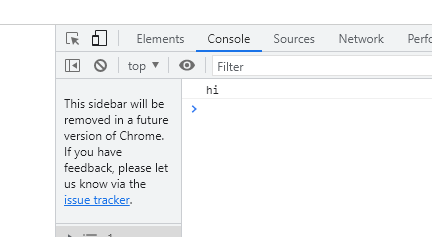 Elements Console Sources Network Perfo
top ▼ Filter
hi
This sidebar will be
removed in a future
version of Chrome.
If you have
feedback, please let
us know via the
issue tracker.